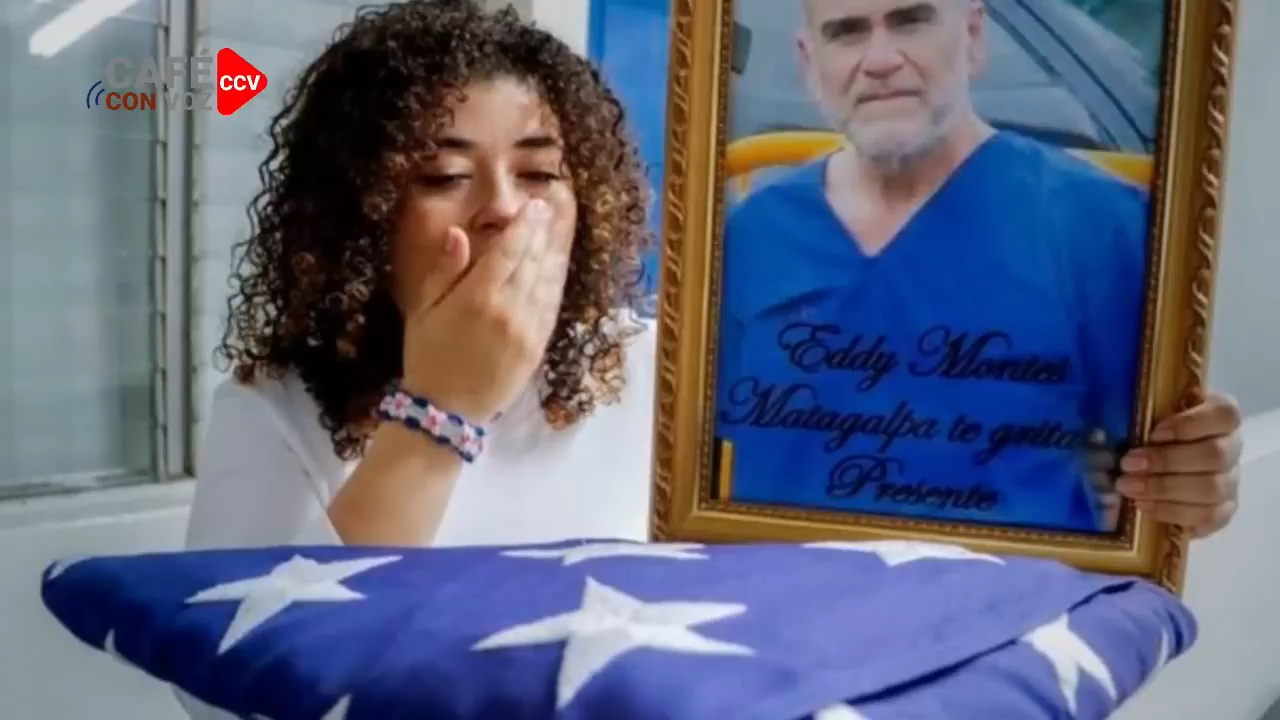 CAFÉ
CON VOZ
CCV
Eddy Montes
Matagalpa te grita
Presente